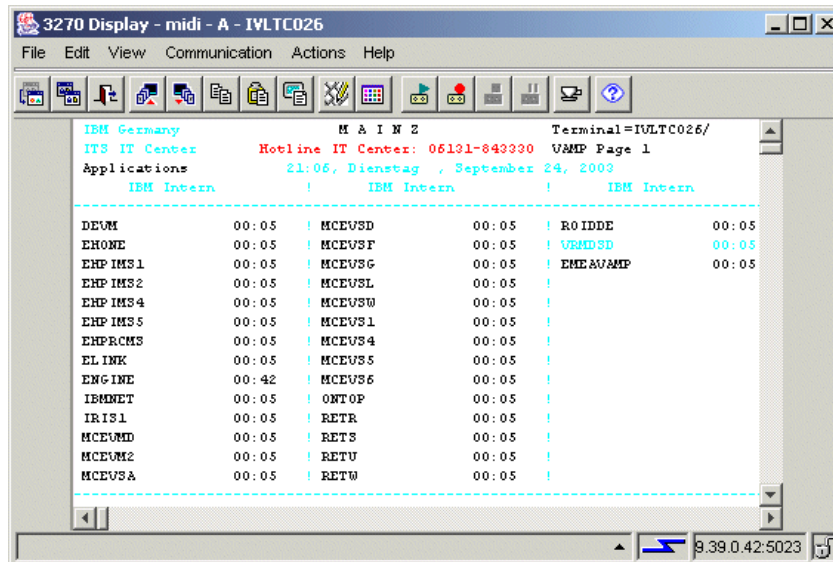 3270 Display - midi - A - IVLTC026
File Edit View Communication Actions Help
IBM Germany M A I N Z Terminal=IVLTC026/
ITS IT Center Hotline IT Center: 06131-843330 VAMP Page 1
Applications 21:06, Dienstag , September 24, 2003
IBM Intern ! IBM Intern ! IBM Intern
DEVM 00:05 ! MCEVSD 00:05 ! ROIDDE 00:05
EHONE 00:05 ! MCEVSF 00:05 ! VRMDSD 00:05
EHPIMS1 00:05 ! MCEVSG 00:05 ! EMEAVAMP 00:05
EHPIMS2 00:05 ! MCEVSL 00:05 !
EHPIMS4 00:05 ! MCEVSW 00:05 !
EHPIMS5 00:05 ! MCEVS1 00:05 !
EHPRCMS 00:05 ! MCEVS4 00:05 !
ELINK 00:05 ! MCEVS5 00:05 !
ENGINE 00:42 ! MCEVS6 00:05 !
IBMNET 00:05 ! ONTOP 00:05 !
IRIS1 00:05 ! RETR 00:05 !
MCEVMD 00:05 ! RETS 00:05 !
MCEVM2 00:05 ! RETU 00:05 !
MCEVSA 00:05 ! RETW 00:05 !
9.39.0.42:5023